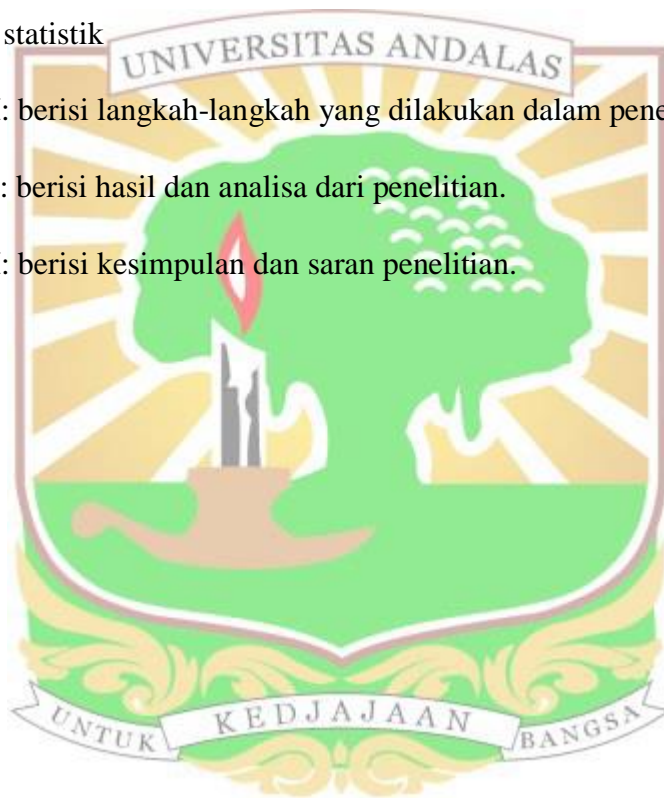 statistik
UNIVERSITAS ANDALAS
: berisi langkah-langkah yang dilakukan dalam
: berisi hasil dan analisa dari penelitian.
: berisi kesimpulan dan saran penelitian.
UNTUK KEDJAJAAN BANGSA